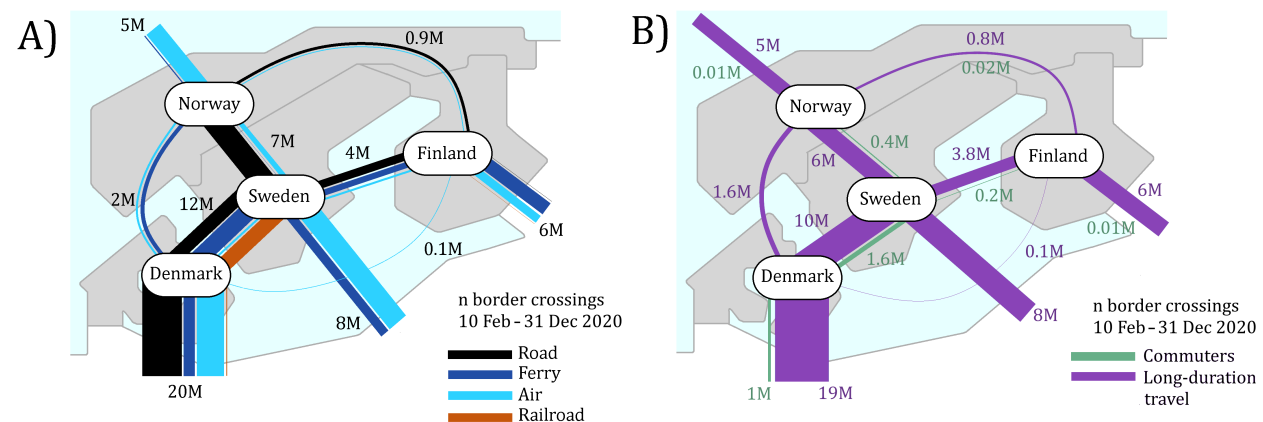 A)
5M
0.9M
Norway
7M
4M
Finland
2M
12M
Sweden
6M
0.1M
Denmark
8M
20M
n border crossings
10 Feb – 31 Dec 2020
Road
Ferry
Air
Railroad
B)
5M
0.01M
0.8M
0.02M
Norway
0.4M
6M
3.8M
Finland
1.6M
Sweden
0.2M
6M
10M
0.01M
1.6M
0.1M
Denmark
8M
1M
19M
n border crossings
10 Feb – 31 Dec 2020
Commuters
Long-duration
travel